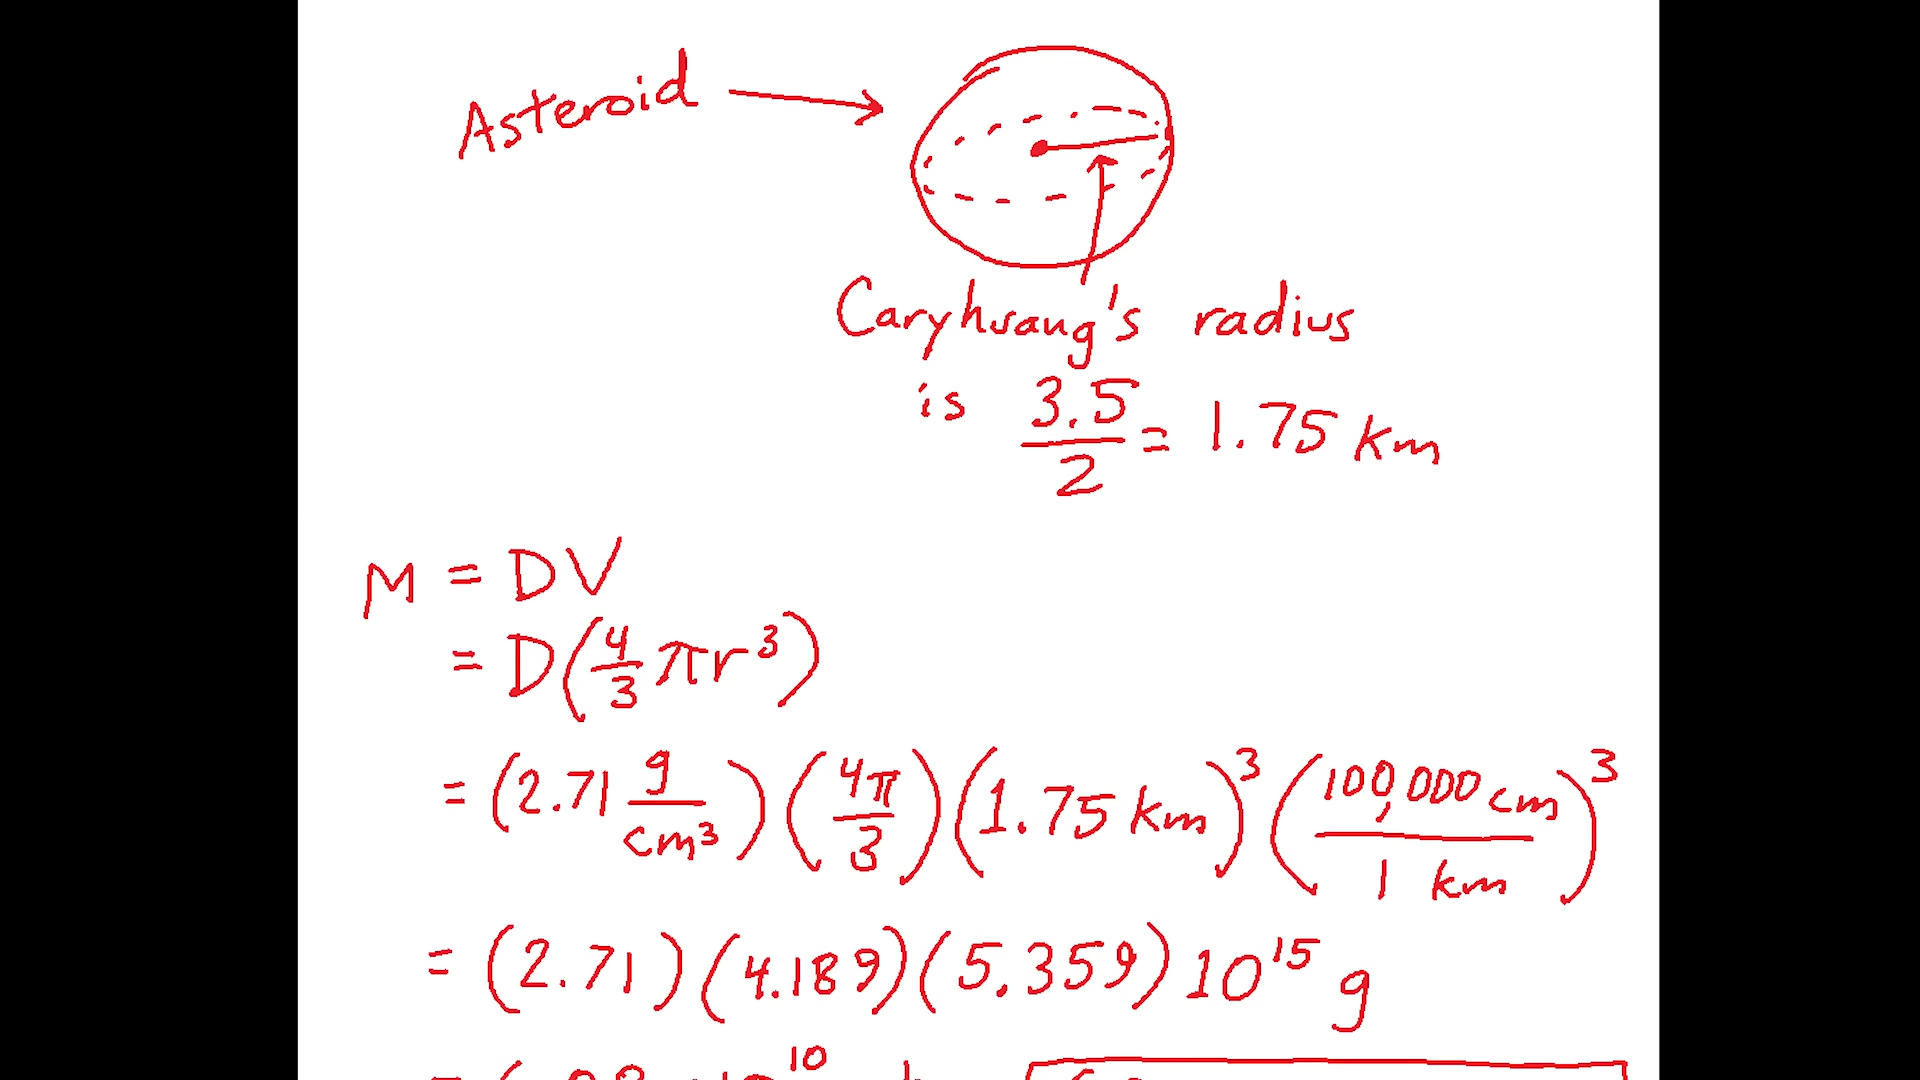 Asteroid
Caryhuang's radius
is 3.5/2 = 1.75 km
M = DV
= D(4/3 πr³)
= (2.71 g/cm³)(4π/3)(1.75 km)³(100,000 cm/1 km)³
= (2.71)(4.189)(5.359)10¹⁵ g